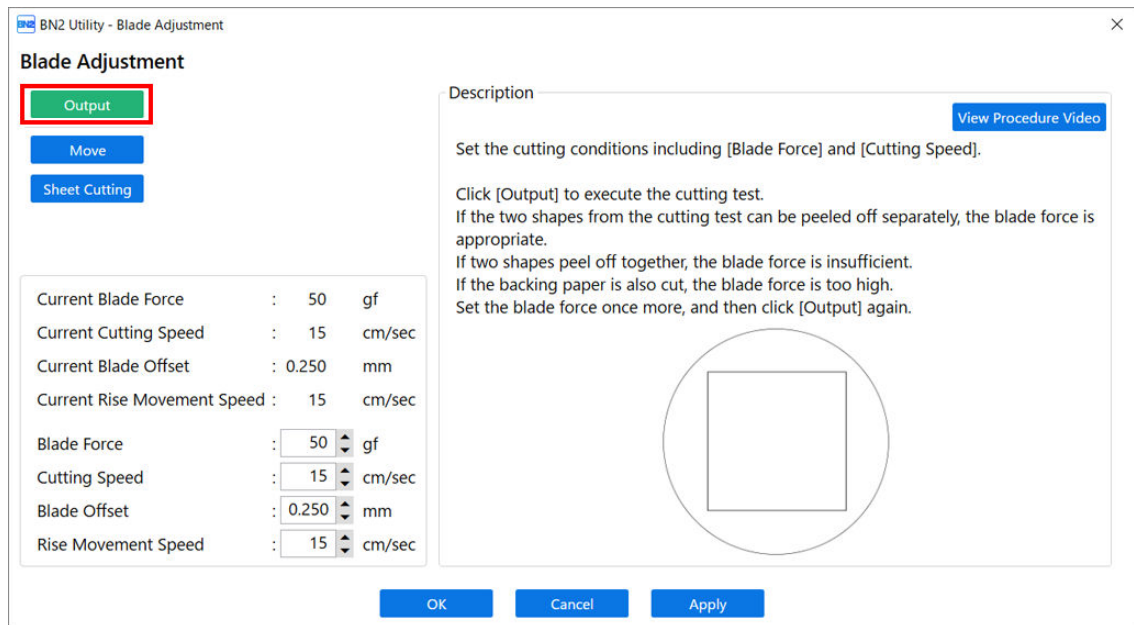 BN2 BN2 Utility - Blade Adjustment
Blade Adjustment
Output
Move
Sheet Cutting
Current Blade Force : 50 gf
Current Cutting Speed : 15 cm/sec
Current Blade Offset : 0.250 mm
Current Rise Movement Speed : 15 cm/sec
Blade Force : 50 gf
Cutting Speed : 15 cm/sec
Blade Offset : 0.250 mm
Rise Movement Speed : 15 cm/sec
Description
View Procedure Video
Set the cutting conditions including [Blade Force] and [Cutting Speed].
Click [Output] to execute the cutting test.
If the two shapes from the cutting test can be peeled off separately, the blade force is
appropriate.
If two shapes peel off together, the blade force is insufficient.
If the backing paper is also cut, the blade force is too high.
Set the blade force once more, and then click [Output] again.
OK Cancel Apply